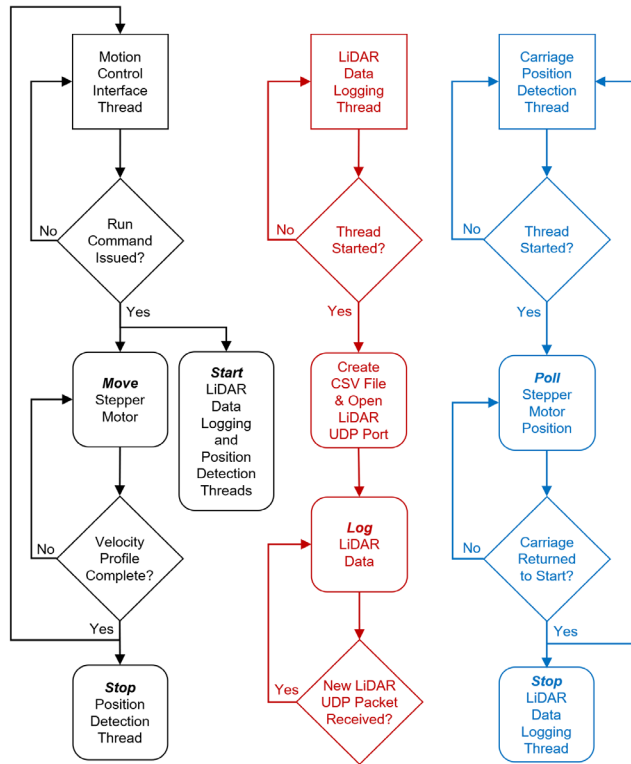 Motion
Control
Interface
Thread
No
Run
Command
Issued?
Yes
Move
Stepper
Motor
Start
LiDAR
Data
Logging
and
Position
Detection
Threads
No
Velocity
Profile
Complete?
Yes
Stop
Position
Detection
Thread
LiDAR
Data
Logging
Thread
No
Thread
Started?
Yes
Create
CSV File
& Open
LiDAR
UDP Port
Log
LiDAR
Data
Yes
New LiDAR
UDP Packet
Received?
Carriage
Position
Detection
Thread
No
Thread
Started?
Yes
Poll
Stepper
Motor
Position
No
Carriage
Returned
to Start?
Yes
Stop
LiDAR
Data
Logging
Thread